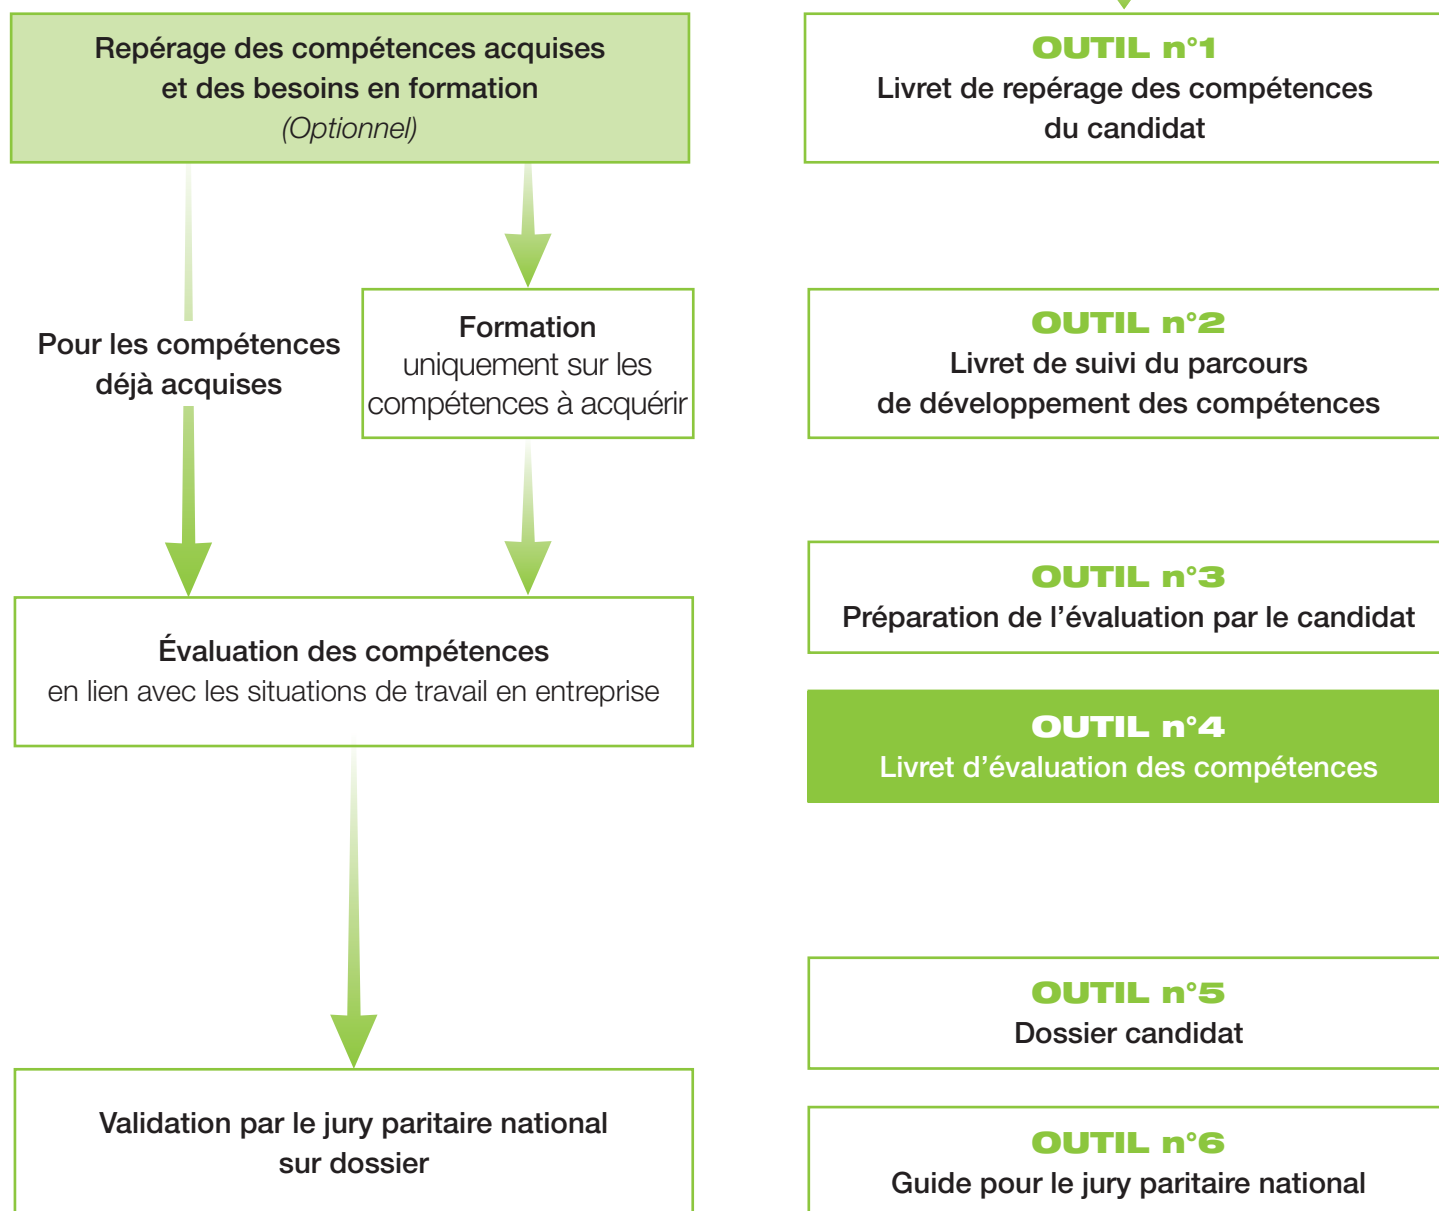 Repérage des compétences acquises
et des besoins en formation
(Optionnel)
OUTIL n°1
Livret de repérage des compétences
du candidat
Pour les compétences
déjà acquises
Formation
uniquement sur les
compétences à acquérir
OUTIL n°2
Livret de suivi du parcours
de développement des compétences
Évaluation des compétences
en lien avec les situations de travail en entreprise
OUTIL n°3
Préparation de l’évaluation par le candidat
OUTIL n°4
Livret d’évaluation des compétences
OUTIL n°5
Dossier candidat
Validation par le jury paritaire national
sur dossier
OUTIL n°6
Guide pour le jury paritaire national